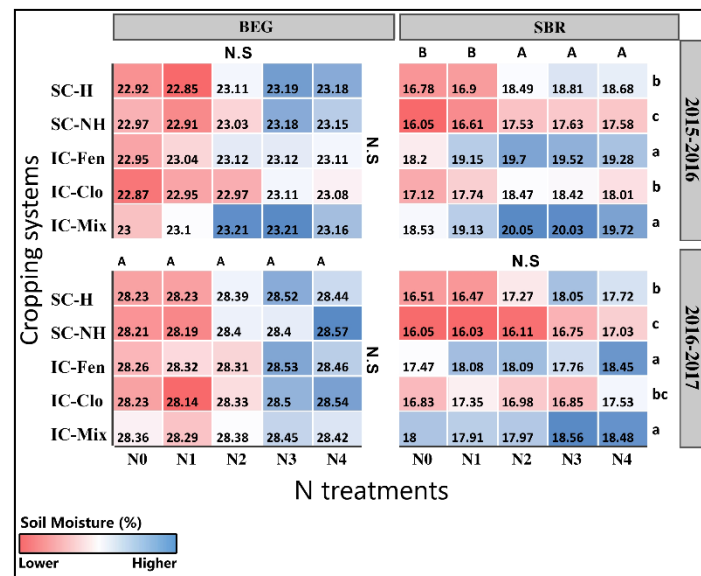 BEG SBR
N.S B B A A A
SC-H 22.92 22.85 23.11 23.19 23.18 16.78 16.9 18.49 18.81 18.68 b
SC-NH 22.97 22.91 23.03 23.18 23.15 16.05 16.61 17.53 17.63 17.58 c
IC-Fen 22.95 23.04 23.12 23.12 23.11 N.S 18.2 19.15 19.7 19.52 19.28 a
IC-Clo 22.87 22.95 22.97 23.11 23.08 17.12 17.74 18.47 18.42 18.01 b
IC-Mix 23 23.1 23.21 23.21 23.16 18.53 19.13 20.05 20.03 19.72 a
2015-2016
Cropping systems
A A A A A N.S
SC-H 28.23 28.23 28.39 28.52 28.44 16.51 16.47 17.27 18.05 17.72 b
SC-NH 28.21 28.19 28.4 28.4 28.57 16.05 16.03 16.11 16.75 17.03 c
IC-Fen 28.26 28.32 28.31 28.53 28.46 N.S 17.47 18.08 18.09 17.76 18.45 a
IC-Clo 28.23 28.14 28.33 28.5 28.54 16.83 17.35 16.98 16.85 17.53 bc
IC-Mix 28.36 28.29 28.38 28.45 28.42 18 17.91 17.97 18.56 18.48 a
2016-2017
N0 N1 N2 N3 N4 N0 N1 N2 N3 N4
N treatments
Soil Moisture (%)
Lower Higher